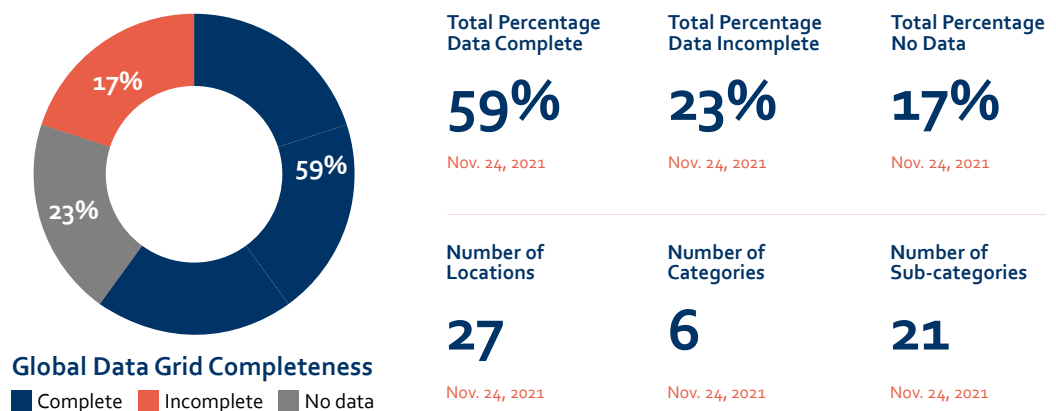 17%
59%
23%
Global Data Grid Completeness
Complete Incomplete No data
Total Percentage
Data Complete
59%
Nov. 24, 2021
Total Percentage
Data Incomplete
23%
Nov. 24, 2021
Total Percentage
No Data
17%
Nov. 24, 2021
Number of
Locations
27
Nov. 24, 2021
Number of
Categories
6
Nov. 24, 2021
Number of
Sub-categories
21
Nov. 24, 2021